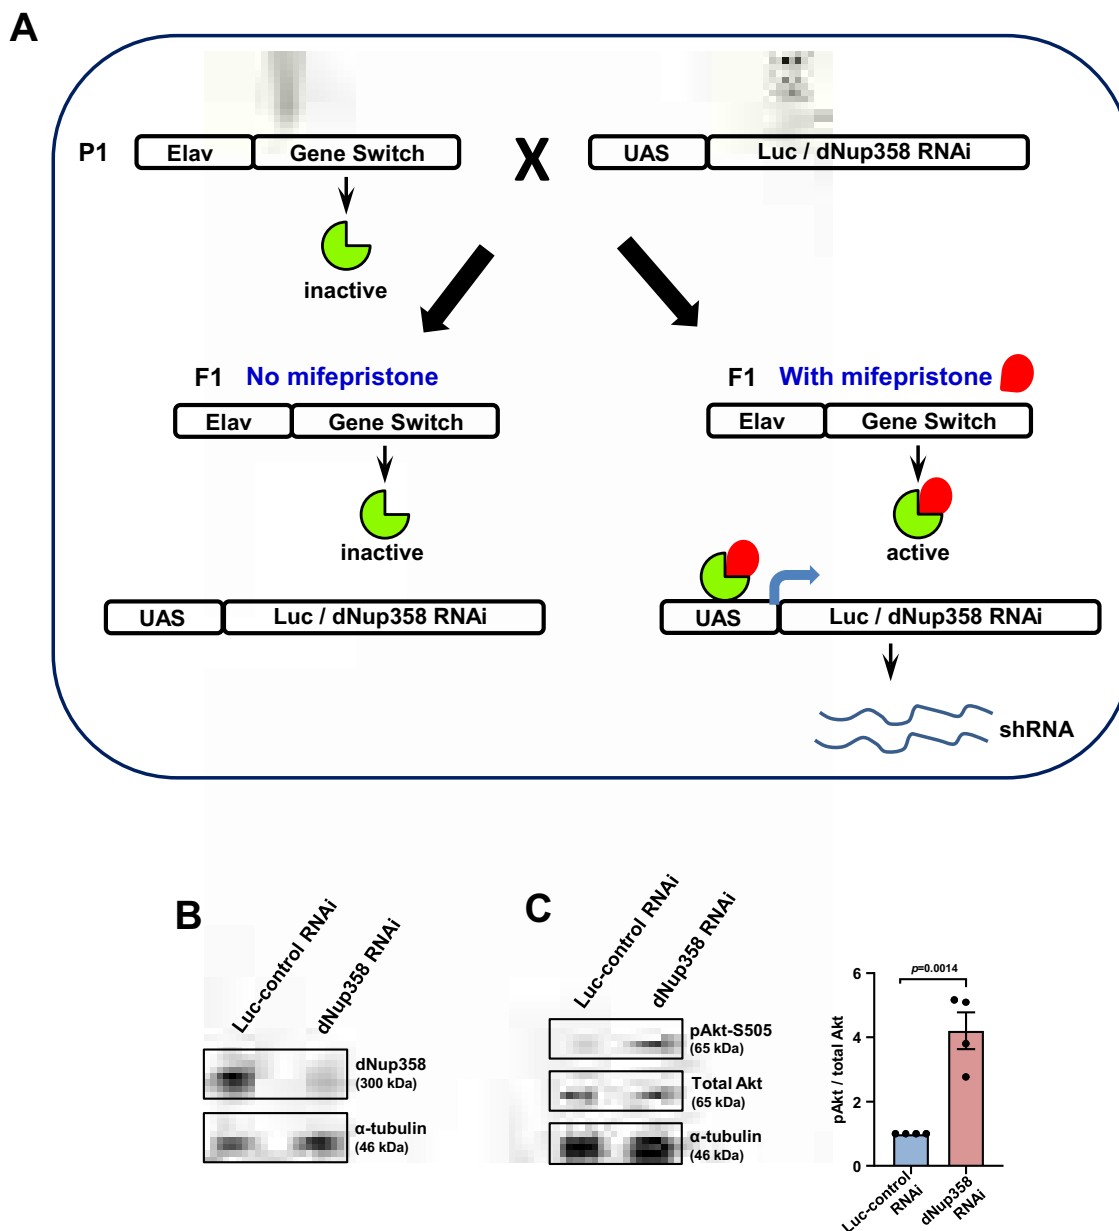 A
P1
Elav
Gene Switch
X
UAS
Luc / dNup358 RNAi
inactive
F1 No mifepristone
Elav
Gene Switch
inactive
UAS
Luc / dNup358 RNAi
F1 With mifepristone
Elav
Gene Switch
active
UAS
Luc / dNup358 RNAi
shRNA
B
Luc-control RNAi
dNup358 RNAi
dNup358
(300 kDa)
α-tubulin
(46 kDa)
C
Luc-control RNAi
dNup358 RNAi
pAkt-S505
(65 kDa)
Total Akt
(65 kDa)
α-tubulin
(46 kDa)
pAkt / total Akt
6
4
2
0
p=0.0014
Luc-control
RNAi
dNup358
RNAi